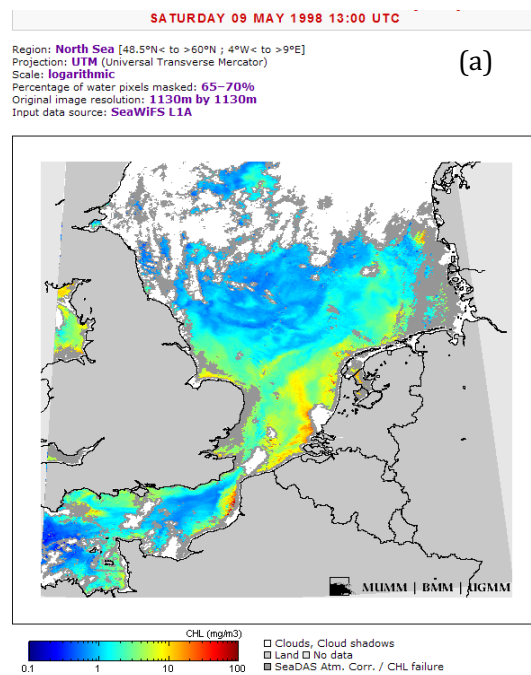 SATURDAY 09 MAY 1998 13:00 UTC
Region: North Sea [48.5°N< to >60°N ; 4°W< to >9°E]
(a)
Projection: UTM (Universal Transverse Mercator)
Scale: logarithmic
Percentage of water pixels masked: 65–70%
Original image resolution: 1130m by 1130m
Input data source: SeaWiFS L1A
MUMM | BMM | UGMM
CHL (mg/m3)
0.1 1 10 100
Clouds, Cloud shadows
Land No data
SeaDAS Atm. Corr. / CHL failure